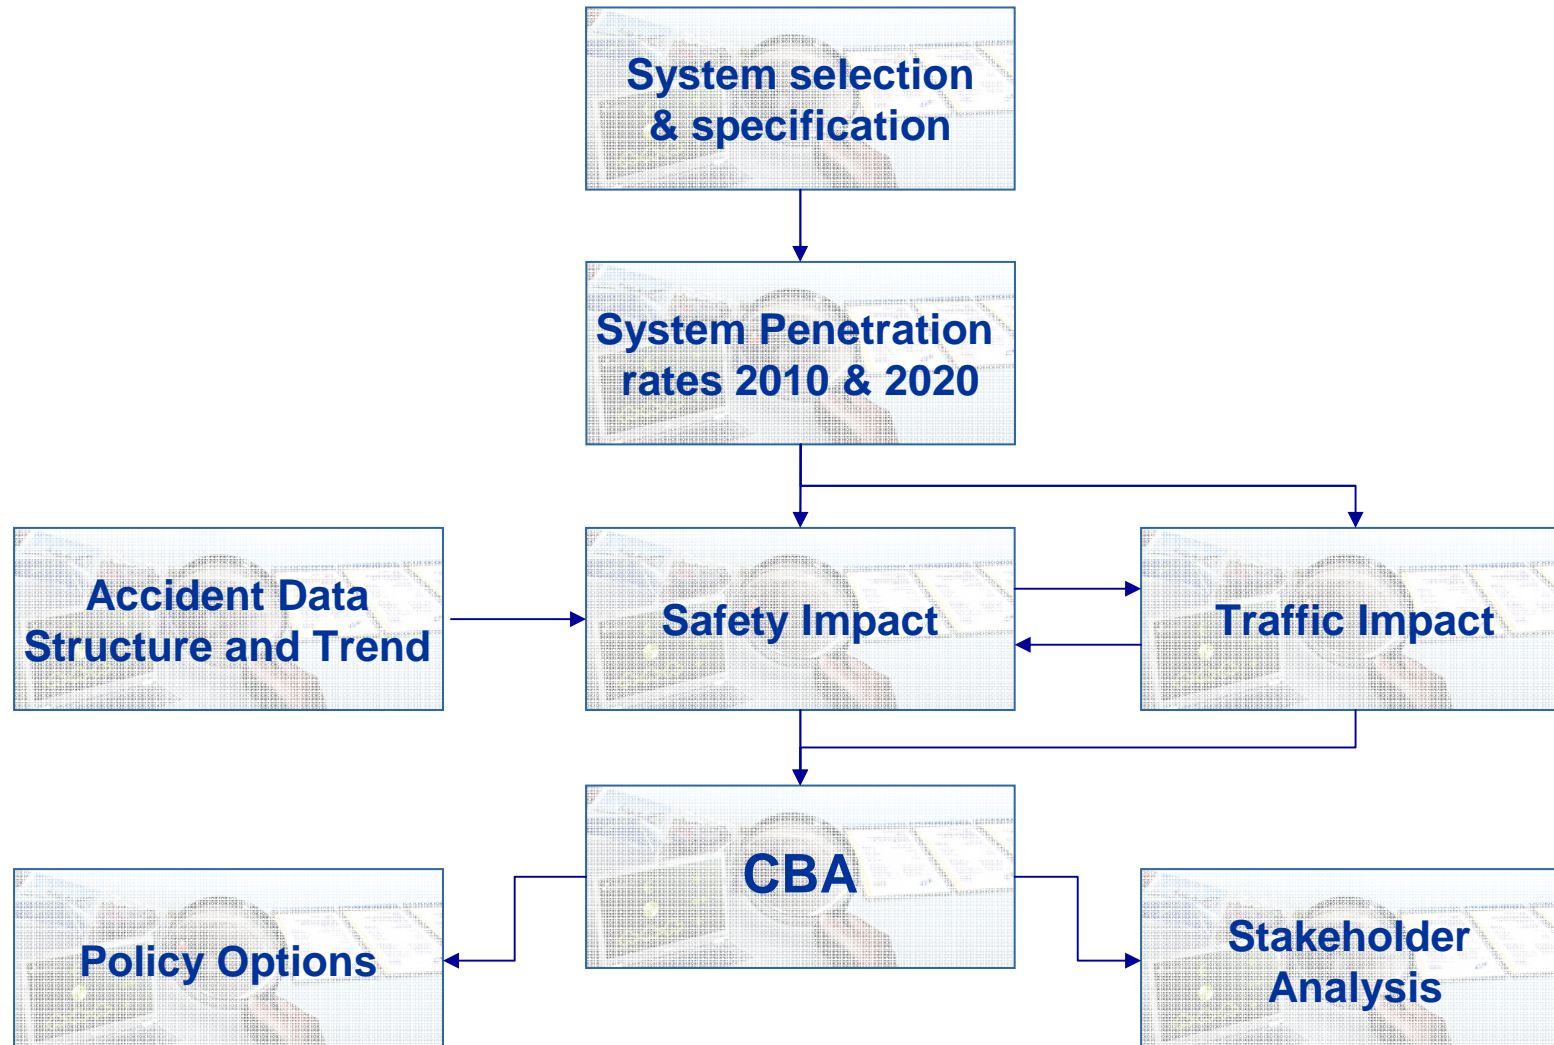 System selection
& specification
System Penetration
rates 2010 & 2020
Accident Data
Structure and Trend
Safety Impact
Traffic Impact
CBA
Policy Options
Stakeholder
Analysis